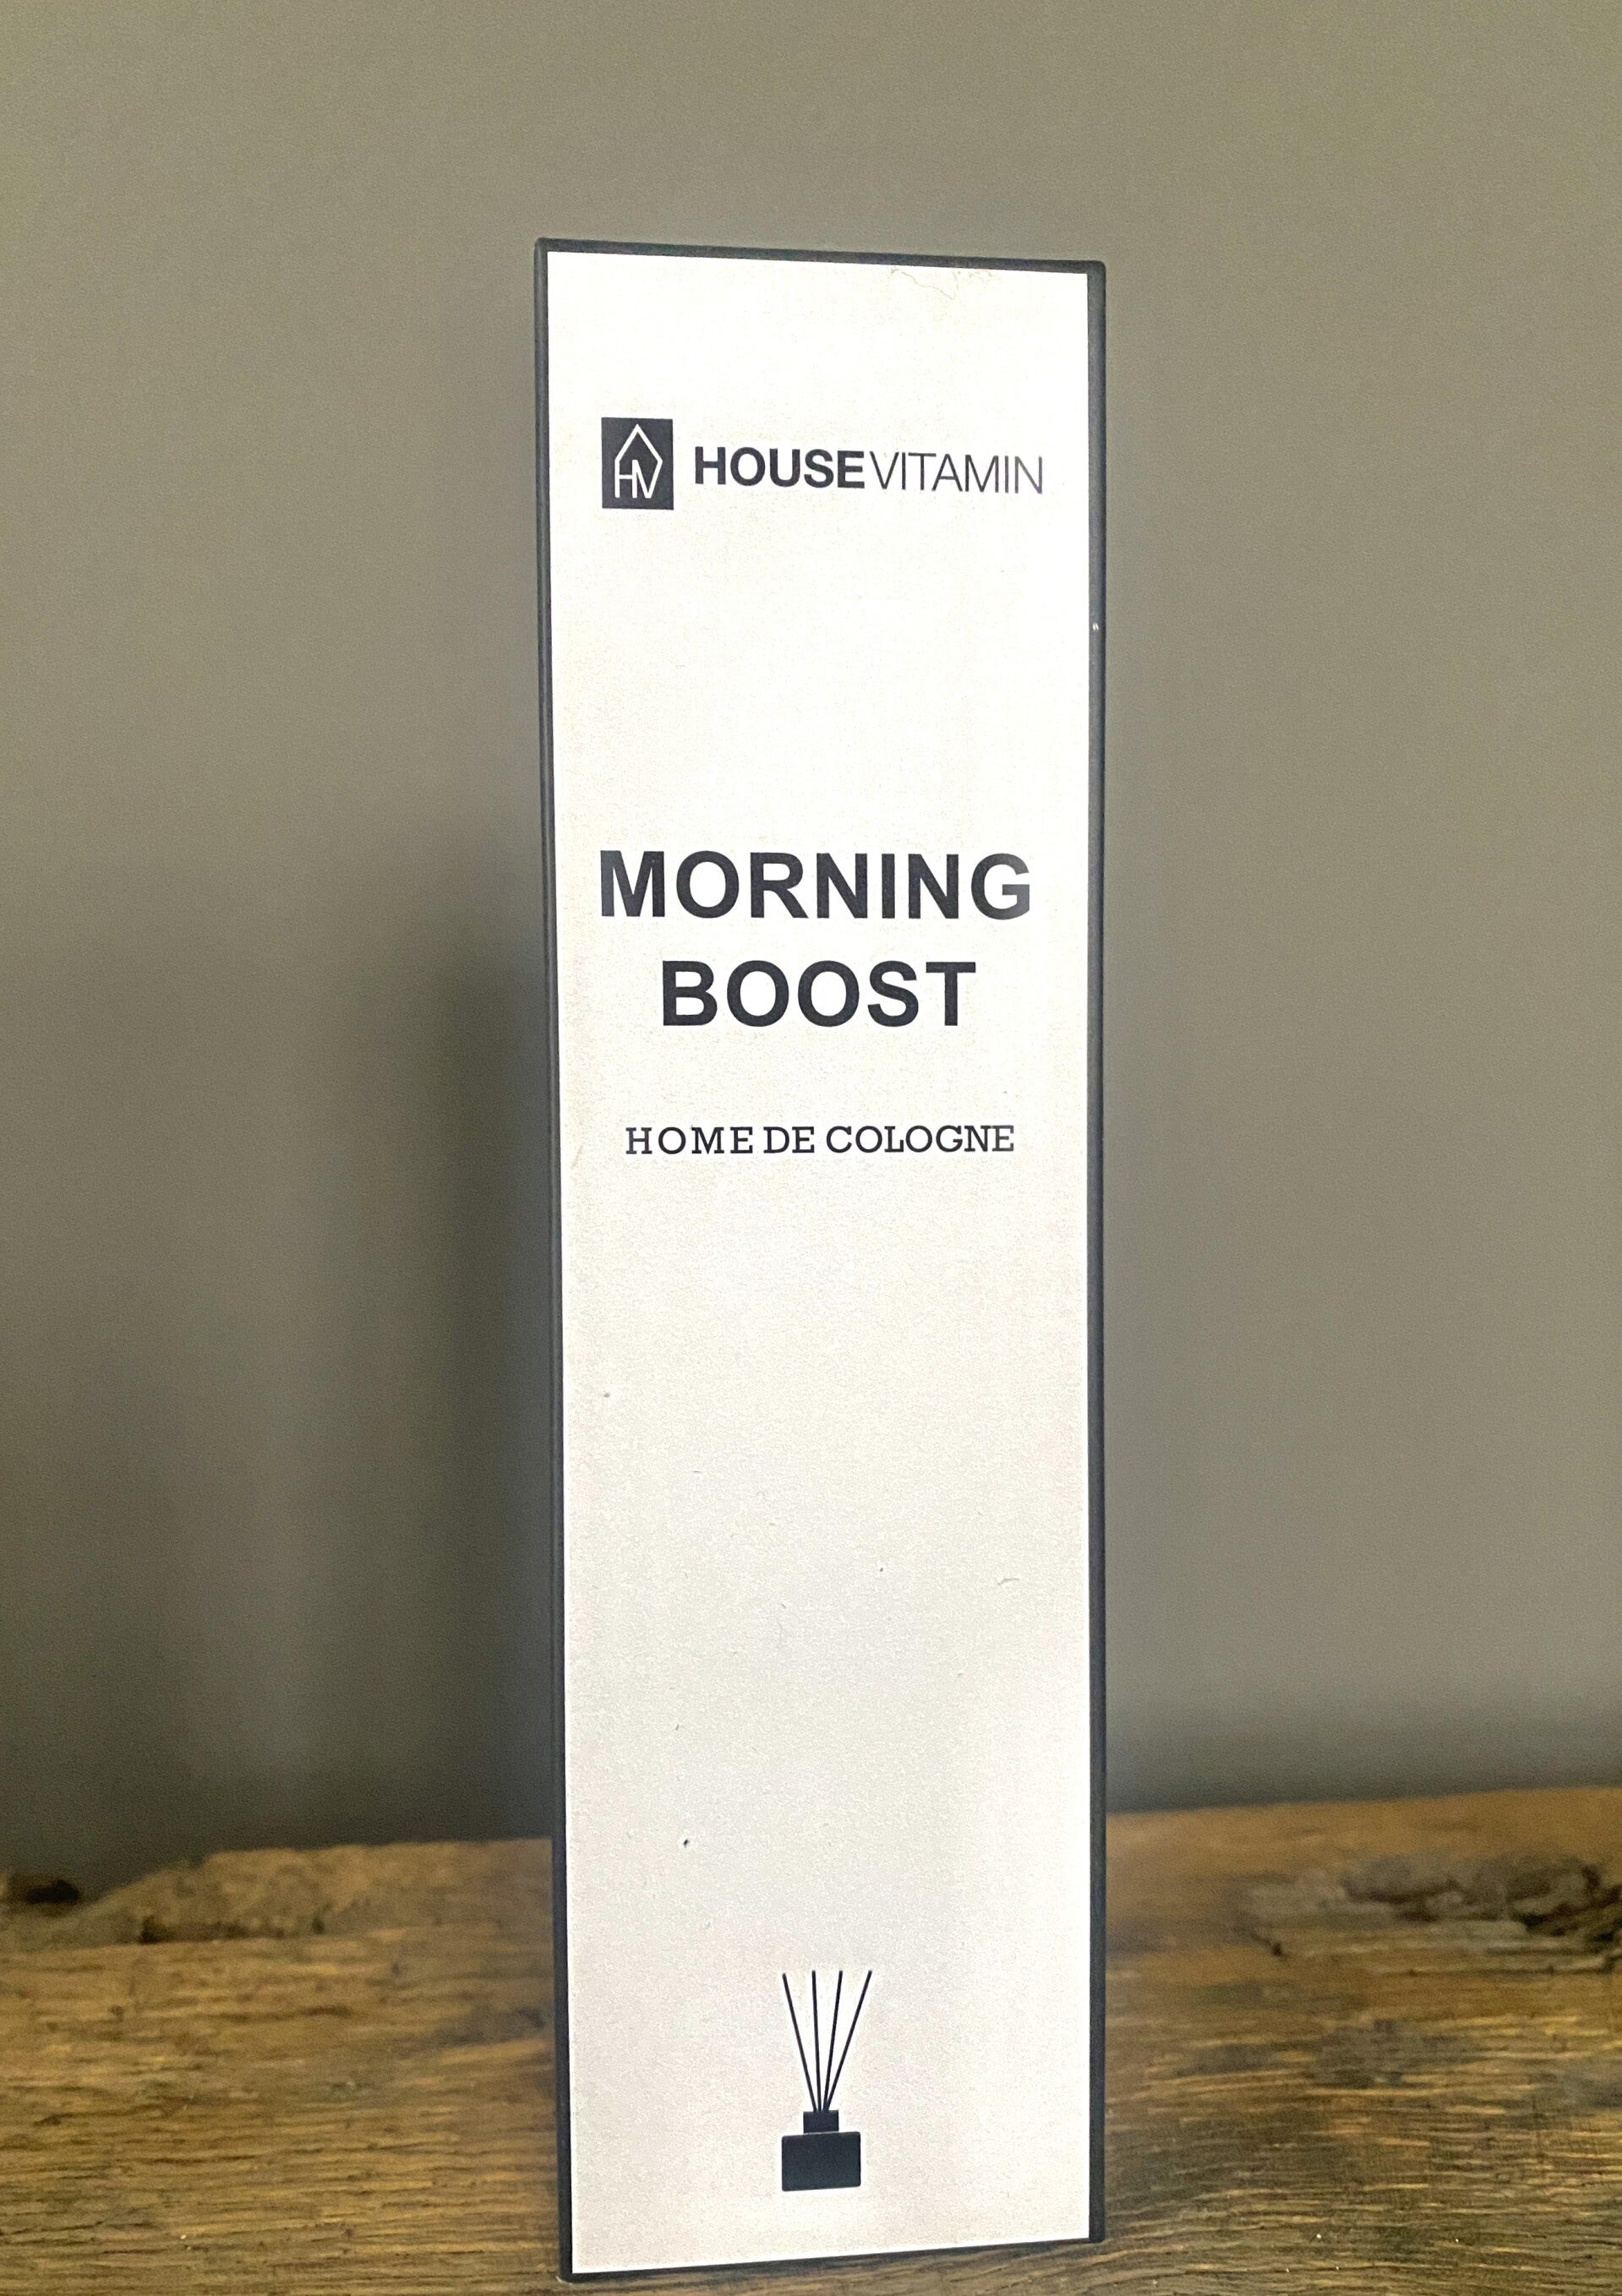 HV HOUSEVITAMIN
MORNING
BOOST
HOME DE COLOGNE